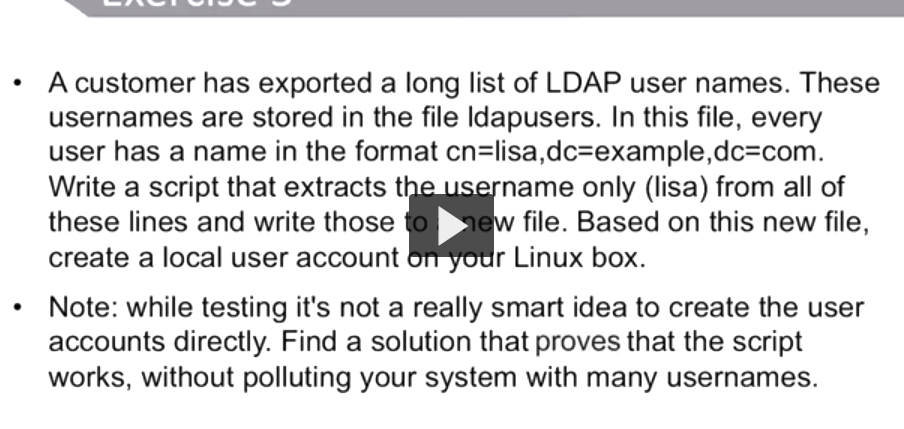 • A customer has exported a long list of LDAP user names. These
usernames are stored in the file ldapusers. In this file, every
user has a name in the format cn=lisa,dc=example,dc=com.
Write a script that extracts the username only (lisa) from all of
these lines and write those to new file. Based on this new file,
create a local user account on your Linux box.
• Note: while testing it's not a really smart idea to create the user
accounts directly. Find a solution that proves that the script
works, without polluting your system with many usernames.